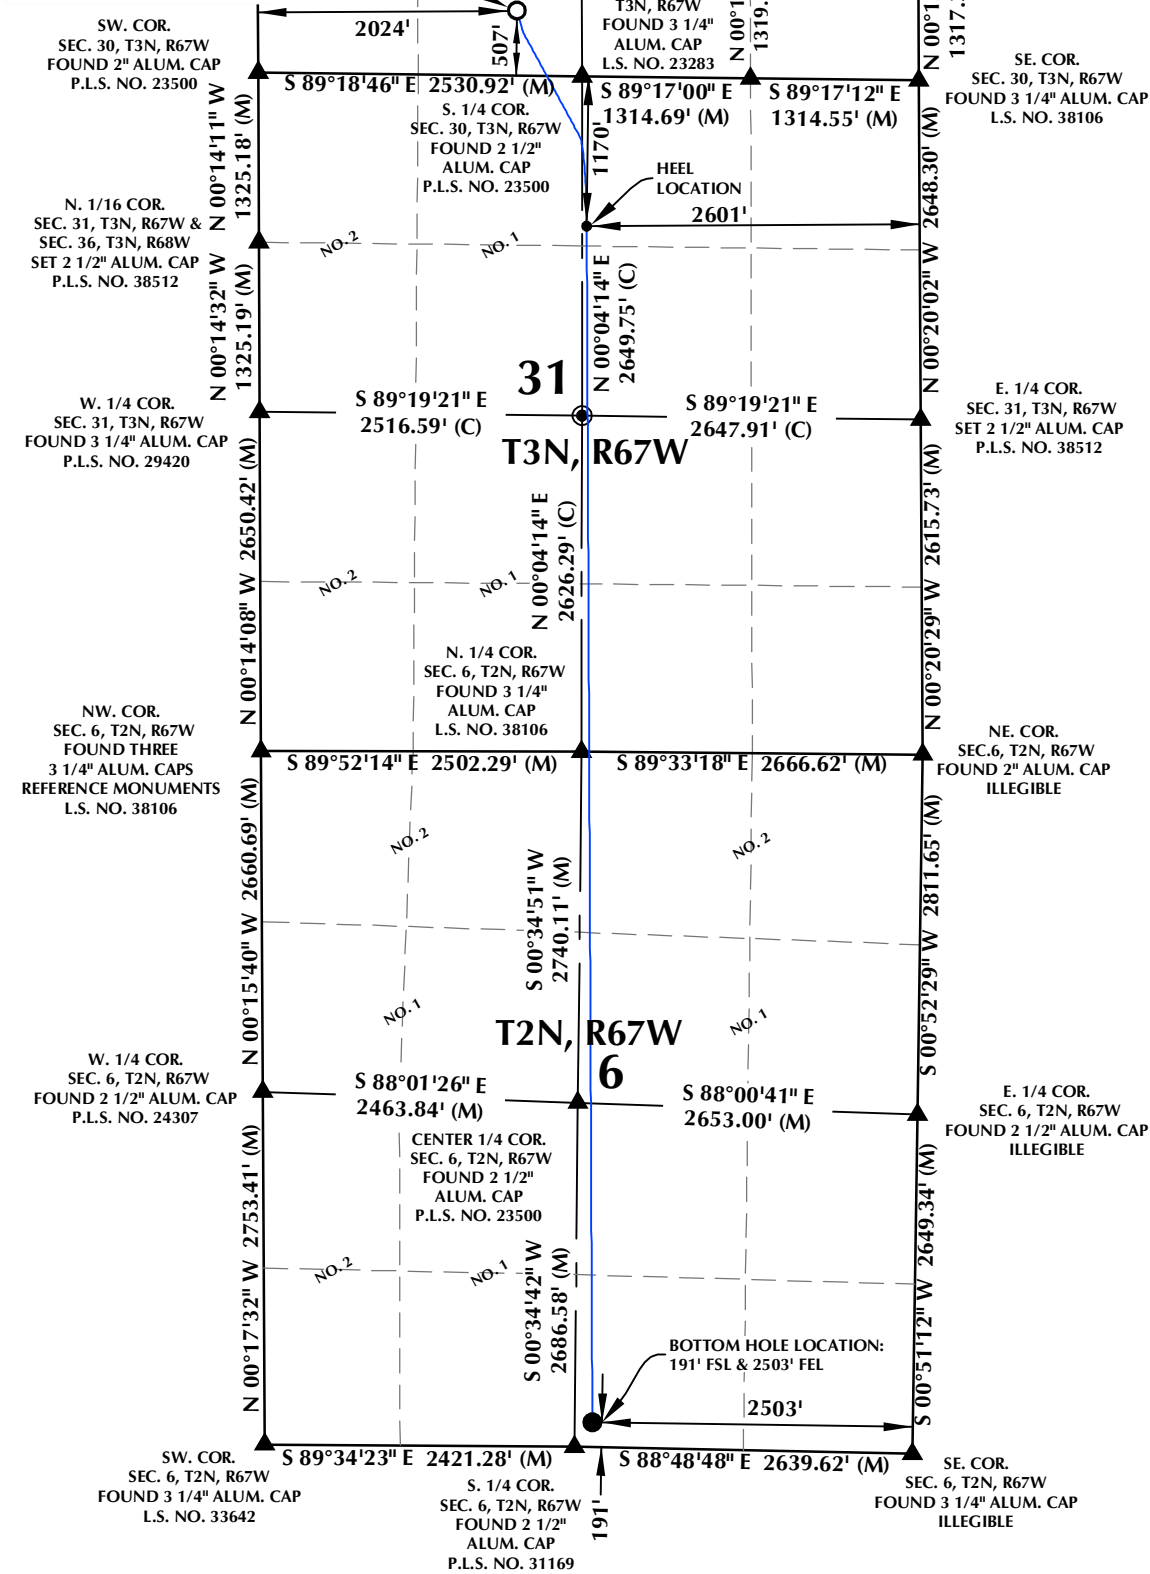 2024'
507'
SW. COR.
SEC. 30, T3N, R67W
FOUND 2" ALUM. CAP
P.L.S. NO. 23500
T3N, R67W
FOUND 3 1/4"
ALUM. CAP
L.S. NO. 23283
N 00°1
1319.
N 00°1
1317.
SE. COR.
SEC. 30, T3N, R67W
FOUND 3 1/4" ALUM. CAP
L.S. NO. 38106
S 89°18'46" E 2530.92' (M)
S 89°17'00" E
1314.69' (M)
S 89°17'12" E
1314.55' (M)
S. 1/4 COR.
SEC. 30, T3N, R67W
FOUND 2 1/2"
ALUM. CAP
P.L.S. NO. 23500
1170'
HEEL
LOCATION
2601'
N 00°14'11" W
1325.18' (M)
N 00°20'02" W 2648.30' (M)
N. 1/16 COR.
SEC. 31, T3N, R67W &
SEC. 36, T3N, R68W
SET 2 1/2" ALUM. CAP
P.L.S. NO. 38512
NO. 2
NO. 1
N 00°14'32" W
1325.19' (M)
N 00°04'14" E
2649.75' (C)
31
W. 1/4 COR.
SEC. 31, T3N, R67W
FOUND 3 1/4" ALUM. CAP
P.L.S. NO. 29420
S 89°19'21" E
2516.59' (C)
S 89°19'21" E
2647.91' (C)
E. 1/4 COR.
SEC. 31, T3N, R67W
SET 2 1/2" ALUM. CAP
P.L.S. NO. 38512
T3N, R67W
N 00°14'08" W 2650.42' (M)
N 00°04'14" E
2626.29' (C)
N 00°20'29" W 2615.73' (M)
NO. 2
NO. 1
N. 1/4 COR.
SEC. 6, T2N, R67W
FOUND 3 1/4"
ALUM. CAP
L.S. NO. 38106
NW. COR.
SEC. 6, T2N, R67W
FOUND THREE
3 1/4" ALUM. CAPS
REFERENCE MONUMENTS
L.S. NO. 38106
S 89°52'14" E 2502.29' (M)
S 89°33'18" E 2666.62' (M)
NE. COR.
SEC.6, T2N, R67W
FOUND 2" ALUM. CAP
ILLEGIBLE
NO. 2
NO. 2
N 00°15'40" W 2660.69' (M)
S 00°34'51" W
2740.11' (M)
S 00°52'29" W 2811.65' (M)
NO. 1
NO. 1
T2N, R67W
6
W. 1/4 COR.
SEC. 6, T2N, R67W
FOUND 2 1/2" ALUM. CAP
P.L.S. NO. 24307
S 88°01'26" E
2463.84' (M)
S 88°00'41" E
2653.00' (M)
E. 1/4 COR.
SEC. 6, T2N, R67W
FOUND 2 1/2" ALUM. CAP
ILLEGIBLE
CENTER 1/4 COR.
SEC. 6, T2N, R67W
FOUND 2 1/2"
ALUM. CAP
P.L.S. NO. 23500
N 00°17'32" W 2753.41' (M)
NO. 2
NO. 1
S 00°34'42" W
2686.58' (M)
S 00°51'12" W 2649.34' (M)
BOTTOM HOLE LOCATION:
191' FSL & 2503' FEL
2503'
S 89°34'23" E 2421.28' (M)
S 88°48'48" E 2639.62' (M)
SW. COR.
SEC. 6, T2N, R67W
FOUND 3 1/4" ALUM. CAP
L.S. NO. 33642
S. 1/4 COR.
SEC. 6, T2N, R67W
FOUND 2 1/2"
ALUM. CAP
P.L.S. NO. 31169
191'
SE. COR.
SEC. 6, T2N, R67W
FOUND 3 1/4" ALUM. CAP
ILLEGIBLE